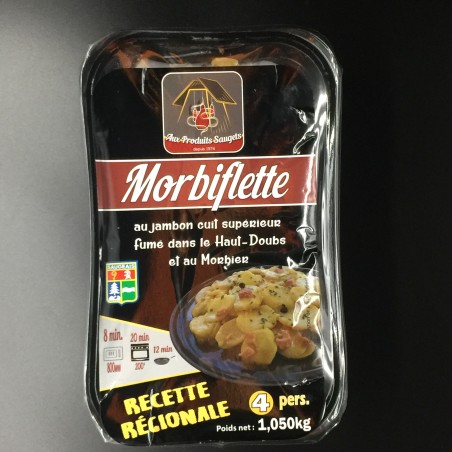 Aux Produits Saugets
Morbiflette
au jambon cuit supérieur
fumé dans le Haut-Doubs
et au Morbier
8 min.
20 min
12 min
800W
200°
RECETTE
RÉGIONALE
4 pers.
Poids net : 1,050kg